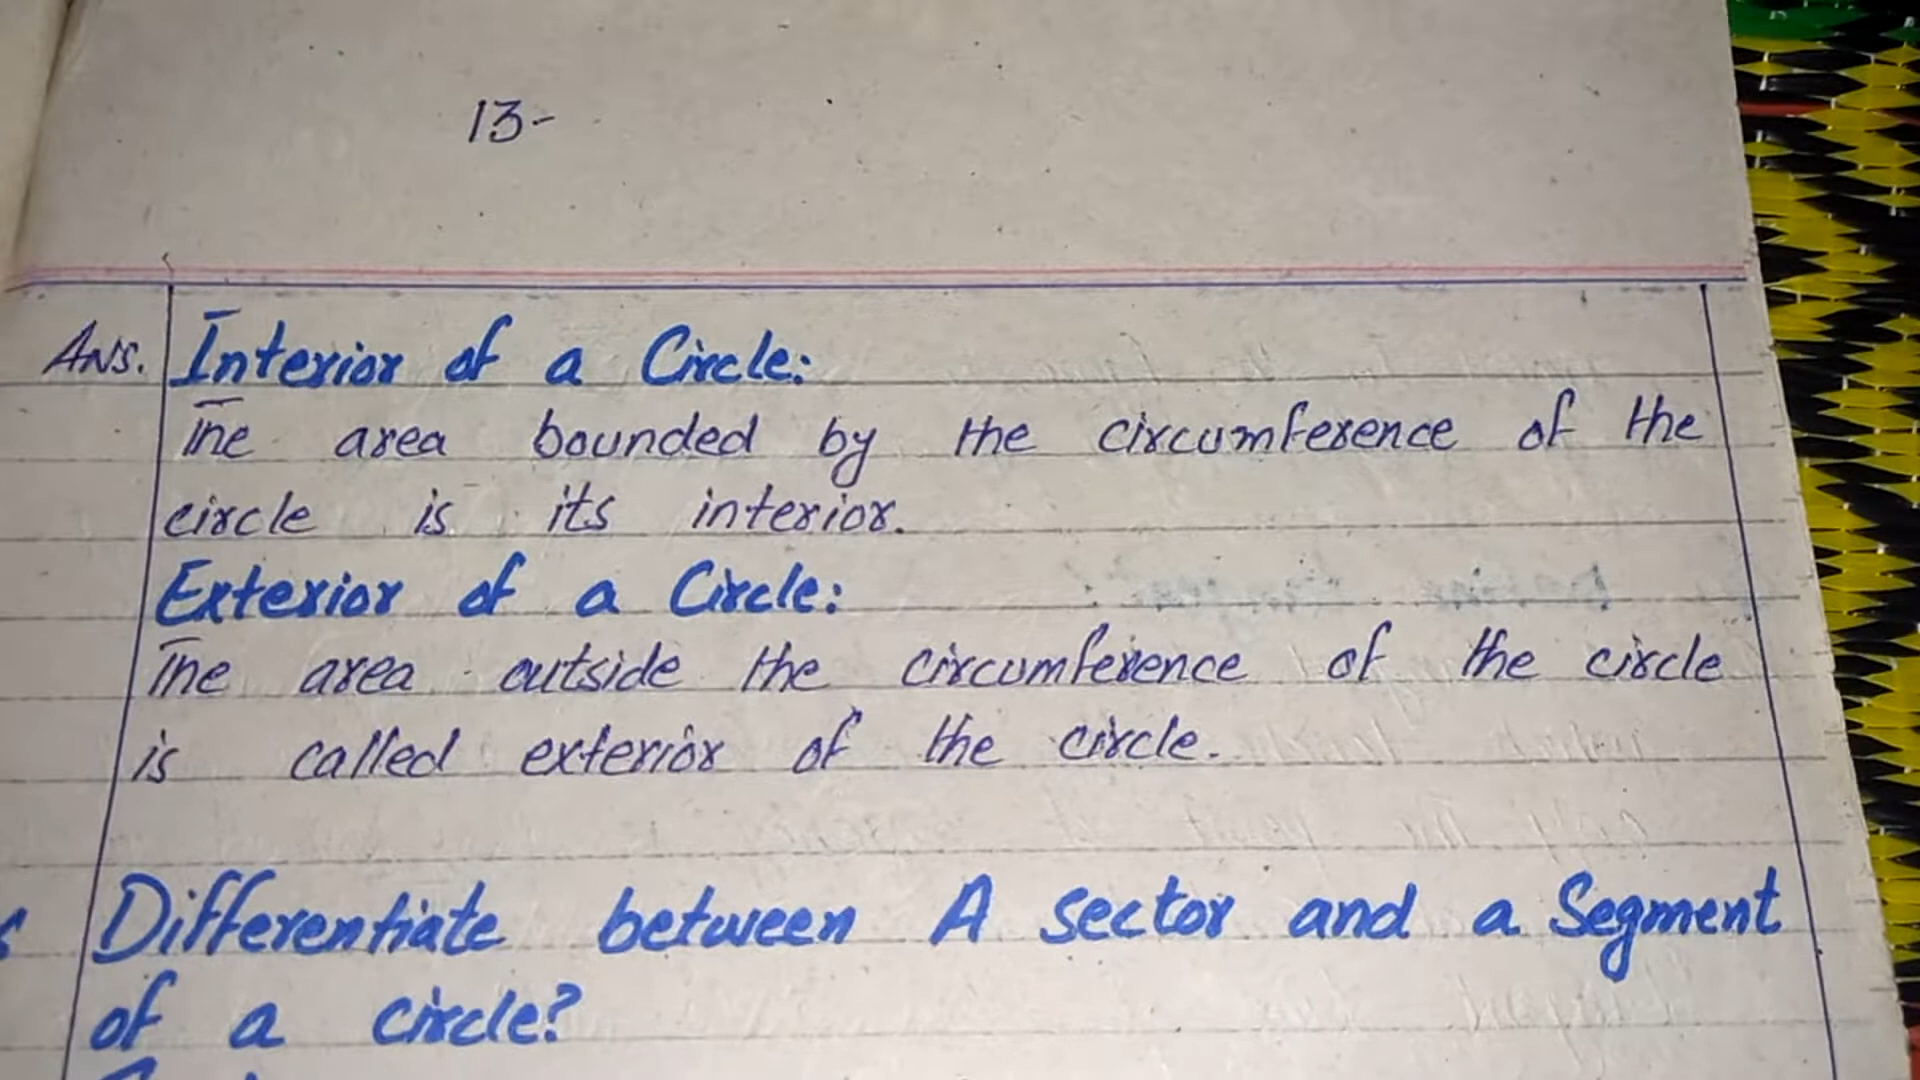 13-
Ans. Interior of a Circle:
The area bounded by the circumference of the
circle is its interior.
Exterior of a Circle:
The area outside the circumference of the circle
is called exterior of the circle.
Differentiate between A sector and a Segment
of a circle?